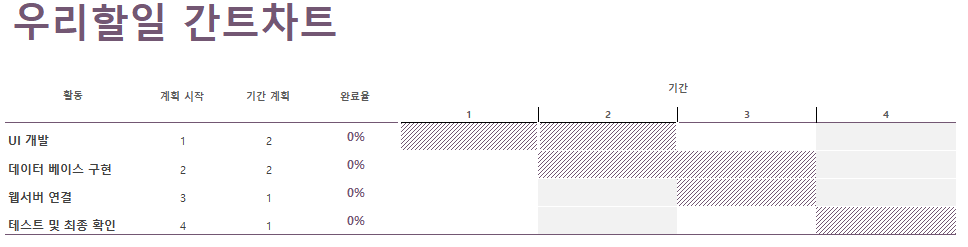 우리할일 간트차트
기간
활동 계획 시작 기간 계획 완료율
1 2 3 4
UI 개발 1 2 0%
데이터 베이스 구현 2 2 0%
웹서버 연결 3 1 0%
테스트 및 최종 확인 4 1 0%